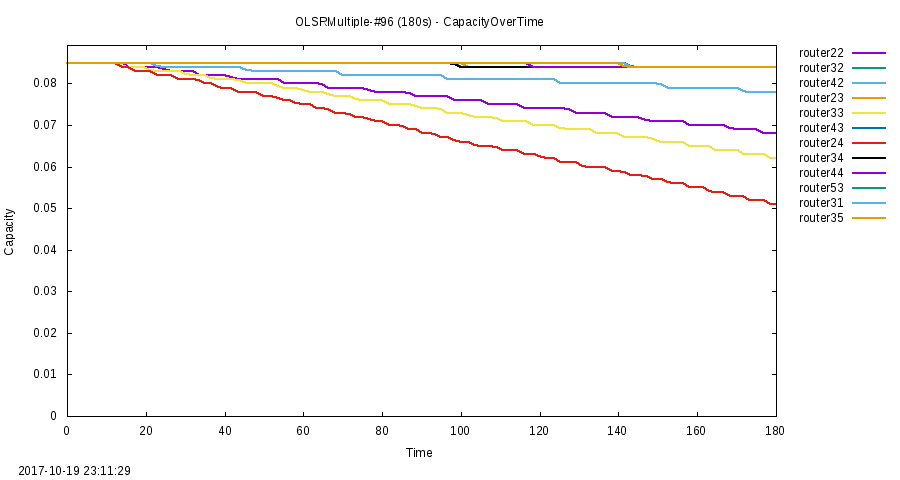 OLSRMultiple-#96 (180s) - CapacityOverTime
router22
router32
router42
router23
router33
router43
router24
router34
router44
router53
router31
router35
0.08
0.07
0.06
0.05
0.04
0.03
0.02
0.01
0
Capacity
0 20 40 60 80 100 120 140 160 180
Time
2017-10-19 23:11:29